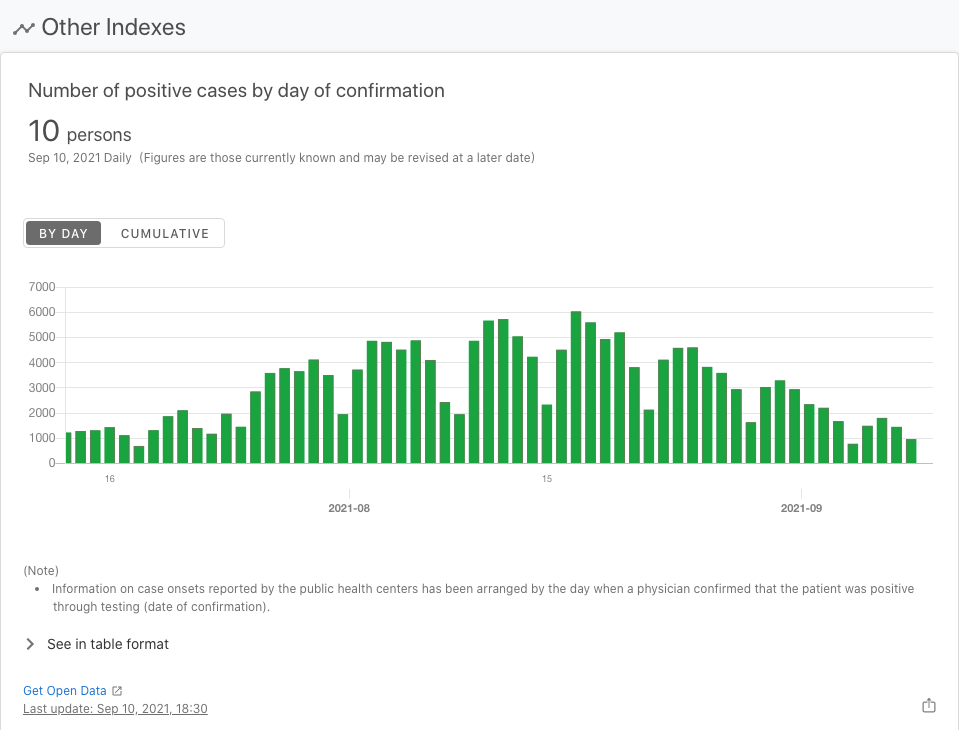 Other Indexes
Number of positive cases by day of confirmation
10 persons
Sep 10, 2021 Daily (Figures are those currently known and may be revised at a later date)
BY DAY CUMULATIVE
7000
6000
5000
4000
3000
2000
1000
0
16 15
2021-08 2021-09
(Note)
• Information on case onsets reported by the public health centers has been arranged by the day when a physician confirmed that the patient was positive
through testing (date of confirmation).
See in table format
Get Open Data
Last update: Sep 10, 2021, 18:30